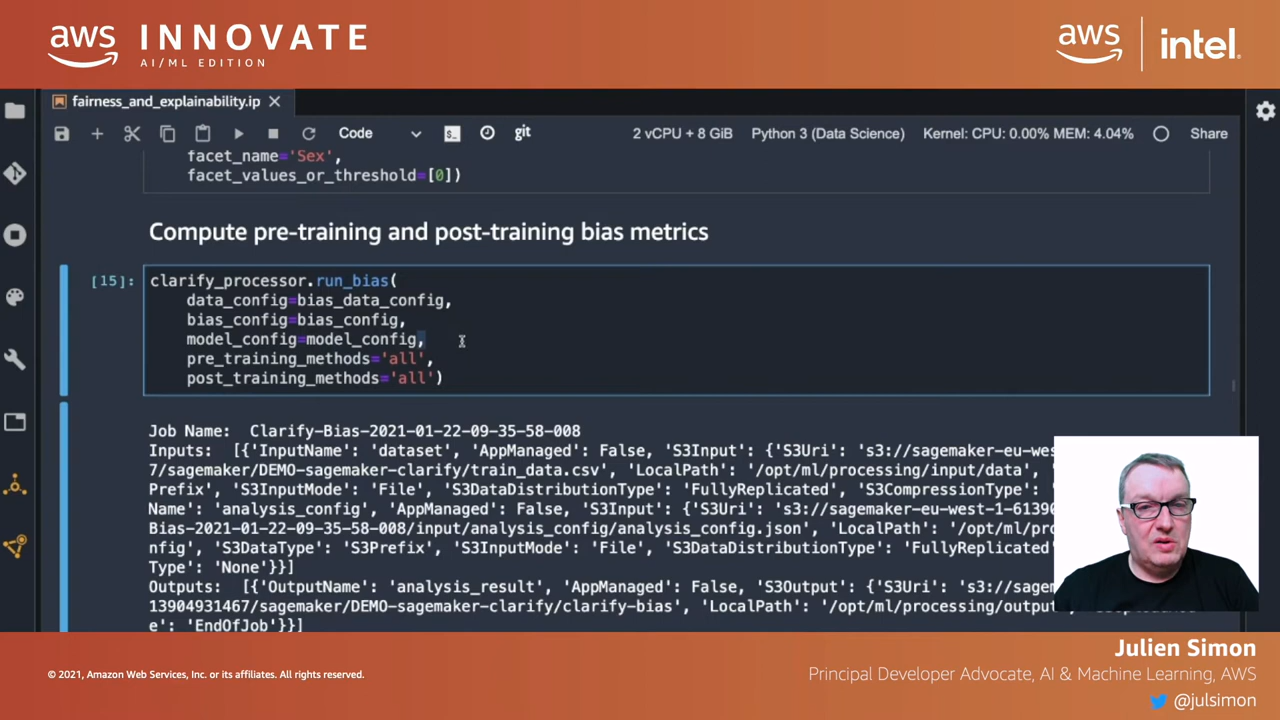 aws INNOVATE
AI/ML EDITION
aws intel.
fairness_and_explainability.ip
Code git 2 vCPU + 8 GiB Python 3 (Data Science) Kernel: CPU: 0.00% MEM: 4.04% Share
facet_name='Sex',
facet_values_or_threshold=[0])
Compute pre-training and post-training bias metrics
[15]: clarify_processor.run_bias(
data_config=bias_data_config,
bias_config=bias_config,
model_config=model_config,
pre_training_methods='all',
post_training_methods='all')
Job Name: Clarify-Bias-2021-01-22-09-35-58-008
Inputs: [{'InputName': 'dataset', 'AppManaged': False, 'S3Input': {'S3Uri': 's3://sagemaker-eu-wes
7/sagemaker/DEMO-sagemaker-clarify/train_data.csv', 'LocalPath': '/opt/ml/processing/input/data', '
Prefix', 'S3InputMode': 'File', 'S3DataDistributionType': 'FullyReplicated', 'S3CompressionType':
Name': 'analysis_config', 'AppManaged': False, 'S3Input': {'S3Uri': 's3://sagemaker-eu-west-1-61390
Bias-2021-01-22-09-35-58-008/input/analysis_config/analysis_config.json', 'LocalPath': '/opt/ml/pro
nfig', 'S3DataType': 'S3Prefix', 'S3InputMode': 'File', 'S3DataDistributionType': 'FullyReplicated
Type': 'None'}}]
Outputs: [{'OutputName': 'analysis_result', 'AppManaged': False, 'S3Output': {'S3Uri': 's3://sagem
13904931467/sagemaker/DEMO-sagemaker-clarify/clarify-bias', 'LocalPath': '/opt/ml/processing/output
e': 'EndOfJob'}}]
Julien Simon
© 2021, Amazon Web Services, Inc. or its affiliates. All rights reserved.
Principal Developer Advocate, AI & Machine Learning, AWS
@julsimon